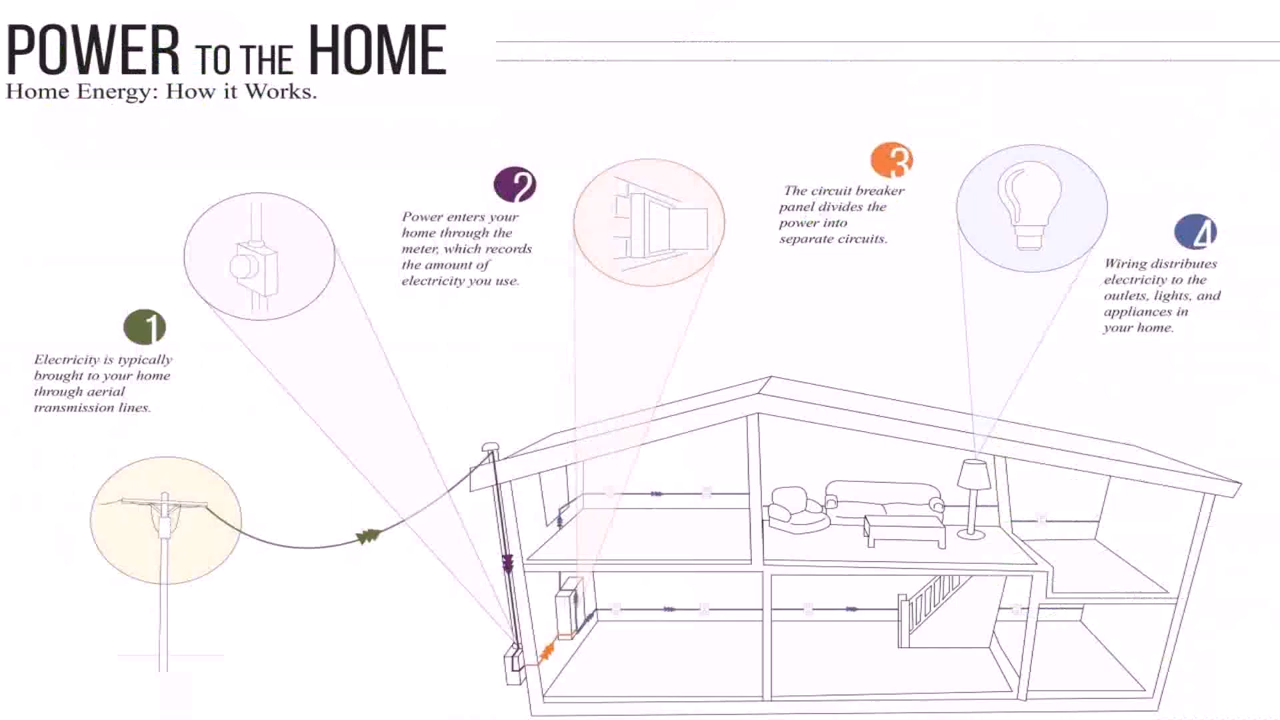 POWER TO THE HOME
Home Energy: How it Works.
1
Electricity is typically
brought to your home
through aerial
transmission lines.
2
Power enters your
home through the
meter, which records
the amount of
electricity you use.
3
The circuit breaker
panel divides the
power into
separate circuits.
4
Wiring distributes
electricity to the
outlets, lights, and
appliances in
your home.